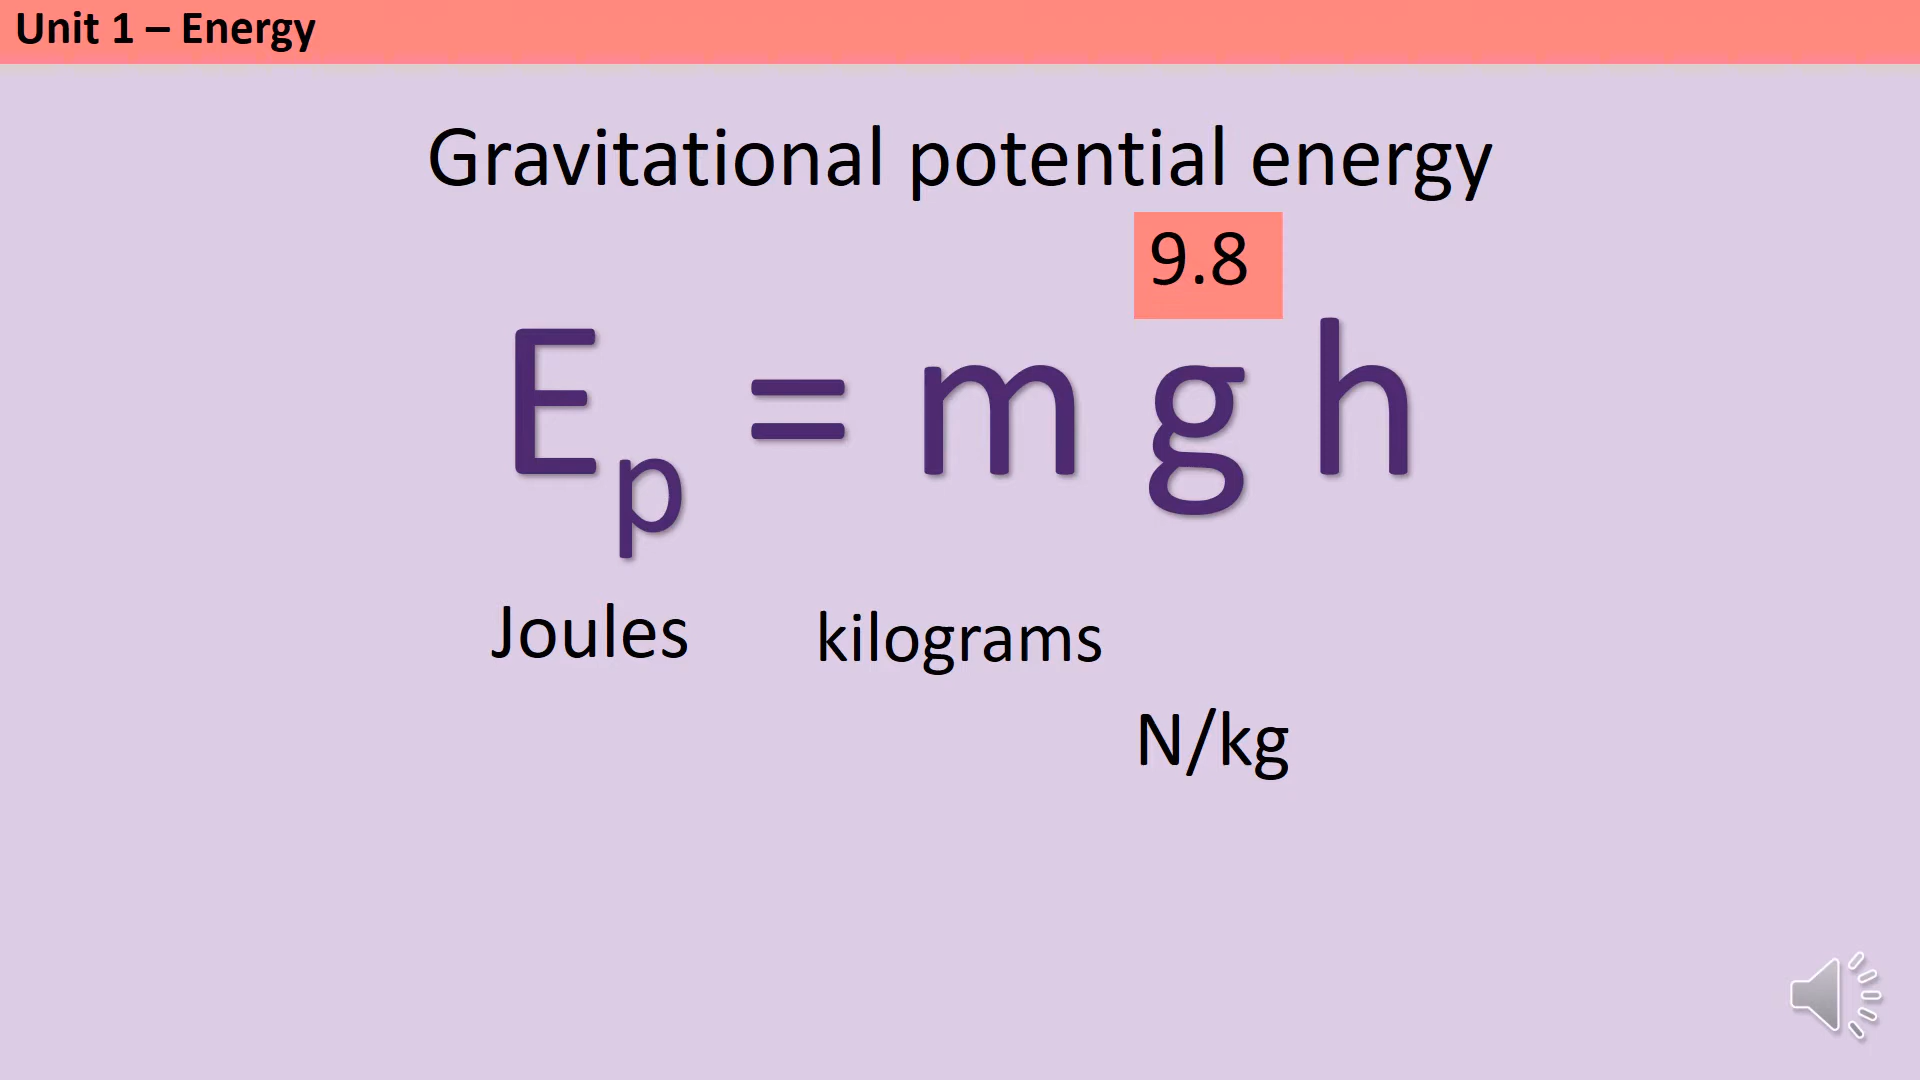 Unit 1 – Energy
Gravitational potential energy
9.8
Ep = m g h
Joules
kilograms
N/kg